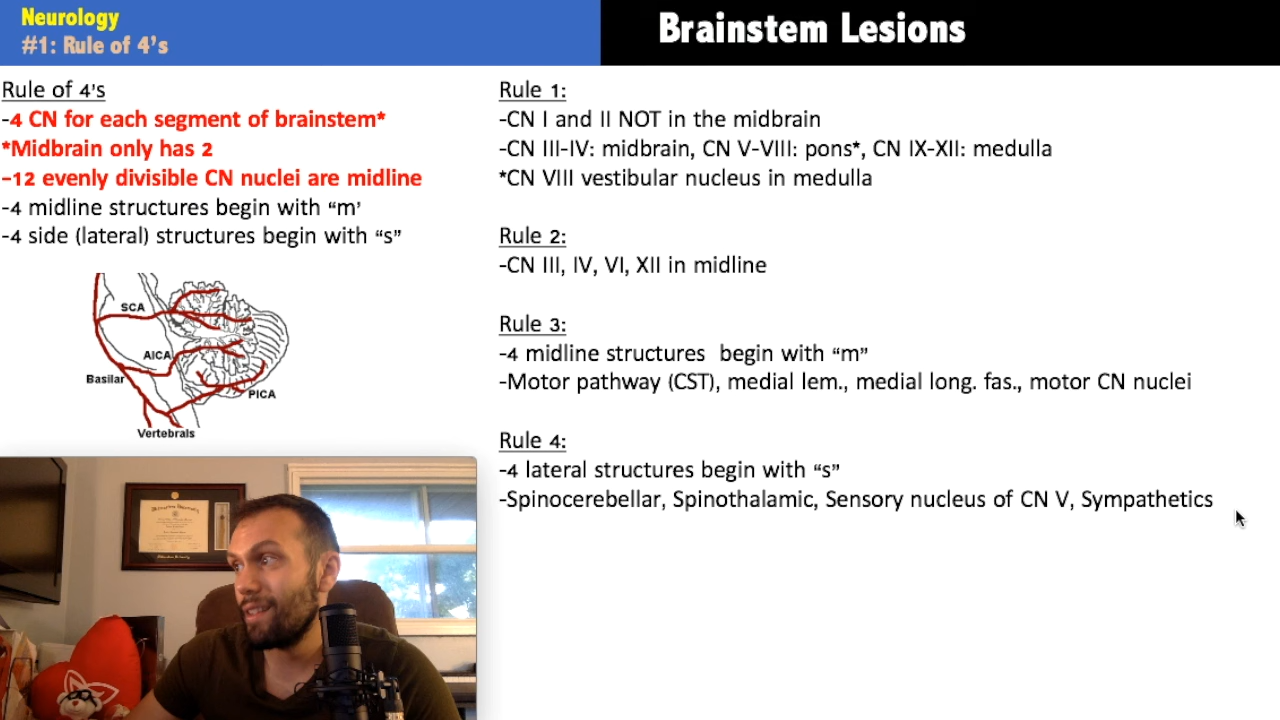 Neurology
#1: Rule of 4's
Brainstem Lesions
Rule of 4's
-4 CN for each segment of brainstem*
*Midbrain only has 2
-12 evenly divisible CN nuclei are midline
-4 midline structures begin with “m’
-4 side (lateral) structures begin with “s”
SCA
AICA
Basilar
PICA
Vertebrals
Rule 1:
-CN I and II NOT in the midbrain
-CN III-IV: midbrain, CN V-VIII: pons*, CN IX-XII: medulla
*CN VIII vestibular nucleus in medulla
Rule 2:
-CN III, IV, VI, XII in midline
Rule 3:
-4 midline structures begin with “m”
-Motor pathway (CST), medial lem., medial long. fas., motor CN nuclei
Rule 4:
-4 lateral structures begin with “s”
-Spinocerebellar, Spinothalamic, Sensory nucleus of CN V, Sympathetics